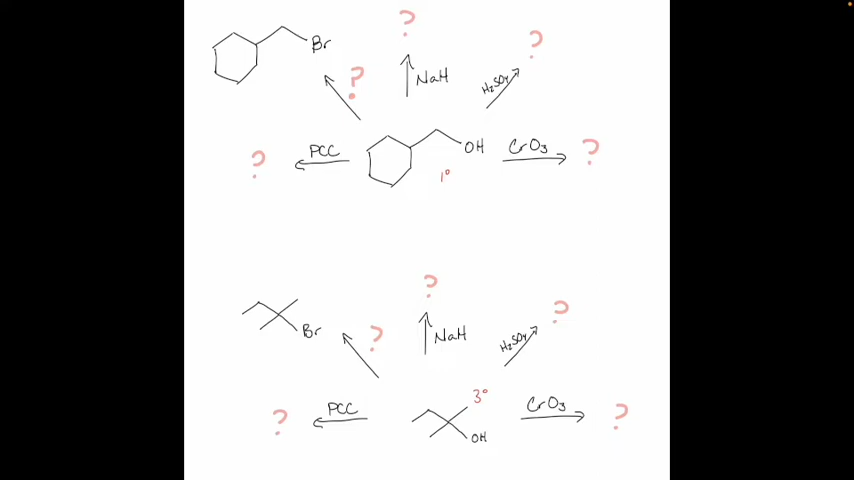 ?
Br
?
?
NaH
H₂SO₄
?
PCC
OH
CrO₃
?
1°
?
?
Br
?
NaH
H₂SO₄
3°
?
PCC
OH
CrO₃
?